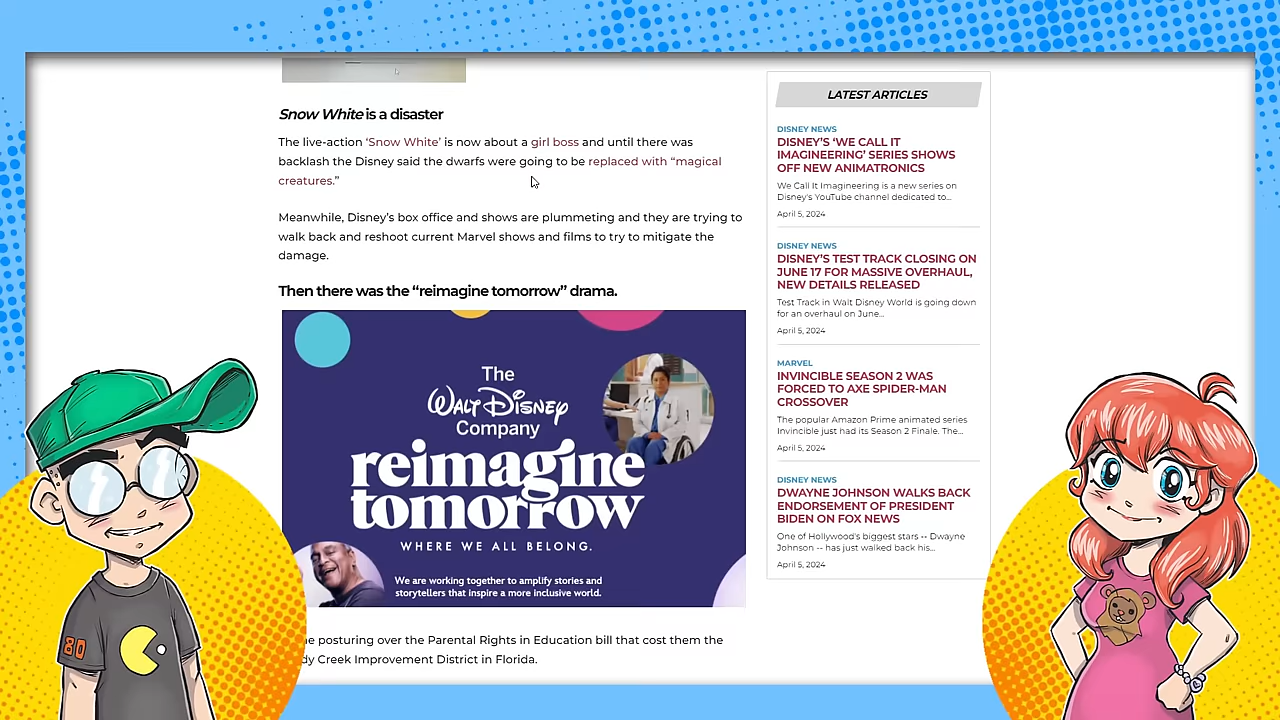 Snow White is a disaster
The live-action ‘Snow White’ is now about a girl boss and until there was
backlash the Disney said the dwarfs were going to be replaced with “magical
creatures.”
Meanwhile, Disney’s box office and shows are plummeting and they are trying to
walk back and reshoot current Marvel shows and films to try to mitigate the
damage.
Then there was the “reimagine tomorrow” drama.
The
WALT DISNEY
Company
reimagine
tomorrow
WHERE WE ALL BELONG.
We are working together to amplify stories and
storytellers that inspire a more inclusive world.
posturing over the Parental Rights in Education bill that cost them the
Creek Improvement District in Florida.
LATEST ARTICLES
DISNEY NEWS
DISNEY’S ‘WE CALL IT
IMAGINEERING’ SERIES SHOWS
OFF NEW ANIMATRONICS
We Call It Imagineering is a new series on
Disney's YouTube channel dedicated to...
April 5, 2024
DISNEY NEWS
DISNEY’S TEST TRACK CLOSING ON
JUNE 17 FOR MASSIVE OVERHAUL,
NEW DETAILS RELEASED
Test Track in Walt Disney World is going down
for an overhaul on June...
April 5, 2024
MARVEL
INVINCIBLE SEASON 2 WAS
FORCED TO AXE SPIDER-MAN
CROSSOVER
The popular Amazon Prime animated series
Invincible just had its Season 2 Finale. The...
April 5, 2024
DISNEY NEWS
DWAYNE JOHNSON WALKS BACK
ENDORSEMENT OF PRESIDENT
BIDEN ON FOX NEWS
One of Hollywood's biggest stars -- Dwayne
Johnson -- has just walked back his...
April 5, 2024
80